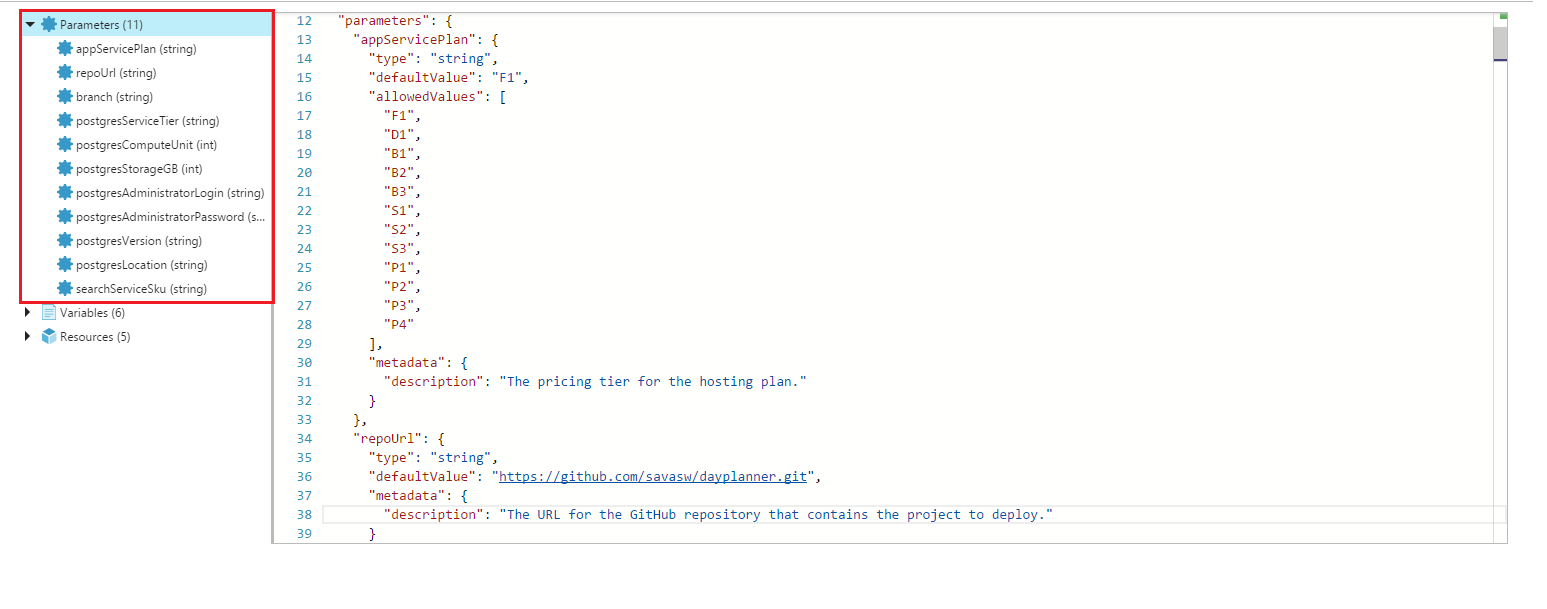 Parameters (11)
appServicePlan (string)
repoUrl (string)
branch (string)
postgresServiceTier (string)
postgresComputeUnit (int)
postgresStorageGB (int)
postgresAdministratorLogin (string)
postgresAdministratorPassword (s...
postgresVersion (string)
postgresLocation (string)
searchServiceSku (string)
Variables (6)
Resources (5)
12 "parameters": {
13 "appServicePlan": {
14 "type": "string",
15 "defaultValue": "F1",
16 "allowedValues": [
17 "F1",
18 "D1",
19 "B1",
20 "B2",
21 "B3",
22 "S1",
23 "S2",
24 "S3",
25 "P1",
26 "P2",
27 "P3",
28 "P4"
29 ],
30 "metadata": {
31 "description": "The pricing tier for the hosting plan."
32 }
33 },
34 "repoUrl": {
35 "type": "string",
36 "defaultValue": "https://github.com/savasw/dayplanner.git",
37 "metadata": {
38 "description": "The URL for the GitHub repository that contains the project to deploy."
39 }